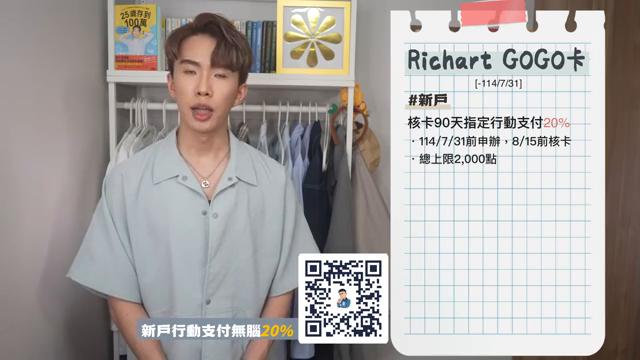 25歲存到
100萬
Richart GOGO卡
[-114/7/31]
#新戶
核卡90天指定行動支付20%
・114/7/31前申辦，8/15前核卡
・總上限2,000點
新戶行動支付無腦20%